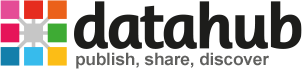 datahub
publish, share, discover